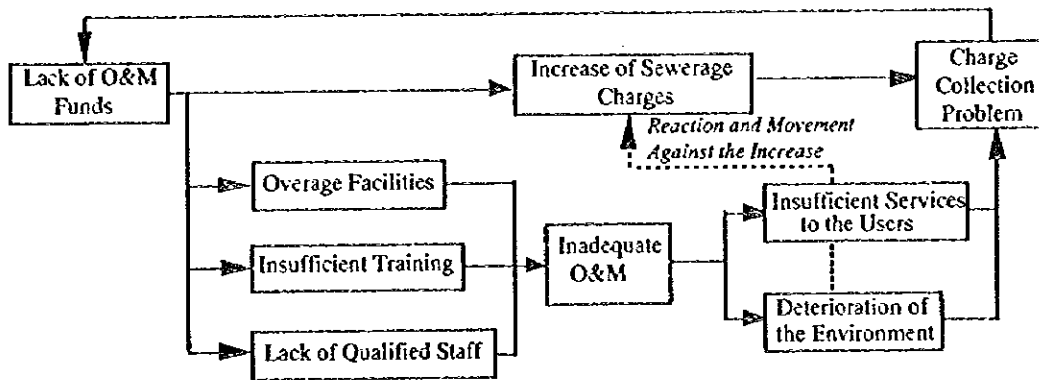 Lack of O&M
Funds
Increase of Sewerage
Charges
Charge
Collection
Problem
Reaction and Movement
Against the Increase
Overage Facilities
Insufficient Services
to the Users
Inadequate
O&M
Insufficient Training
Deterioration of
the Environment
Lack of Qualified Staff